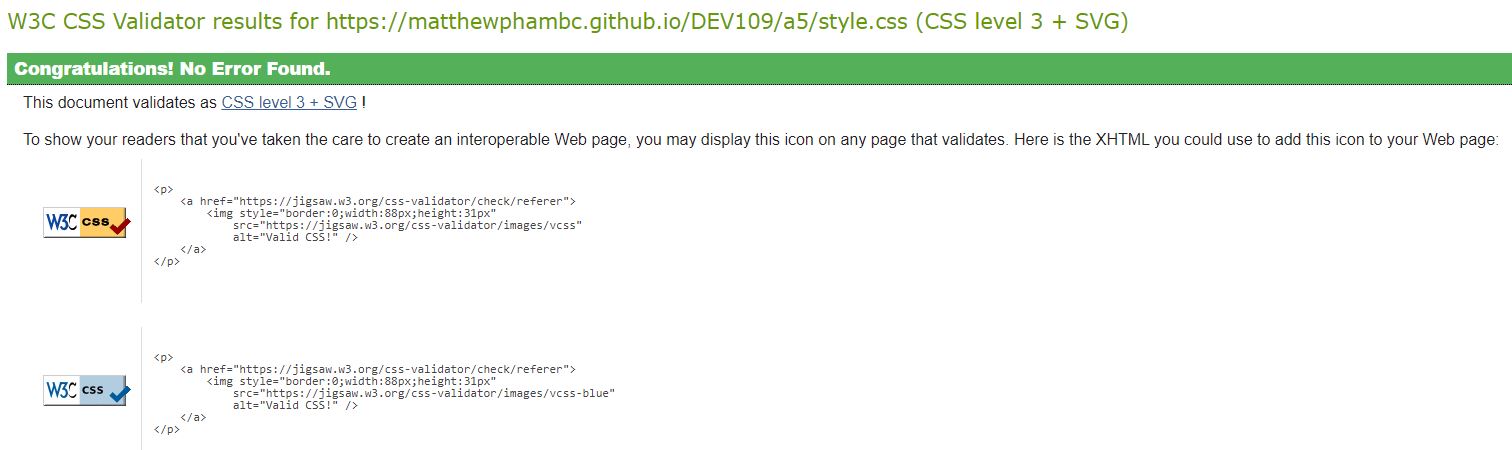 W3C CSS Validator results for https://matthewphambc.github.io/DEV109/a5/style.css (CSS level 3 + SVG)
Congratulations! No Error Found.
This document validates as CSS level 3 + SVG !
To show your readers that you've taken the care to create an interoperable Web page, you may display this icon on any page that validates. Here is the XHTML you could use to add this icon to your Web page:
W3C css
<p>
    <a href="https://jigsaw.w3.org/css-validator/check/referer">
        <img style="border:0;width:88px;height:31px"
            src="https://jigsaw.w3.org/css-validator/images/vcss"
            alt="Valid CSS!" />
    </a>
</p>
W3C css
<p>
    <a href="https://jigsaw.w3.org/css-validator/check/referer">
        <img style="border:0;width:88px;height:31px"
            src="https://jigsaw.w3.org/css-validator/images/vcss-blue"
            alt="Valid CSS!" />
    </a>
</p>